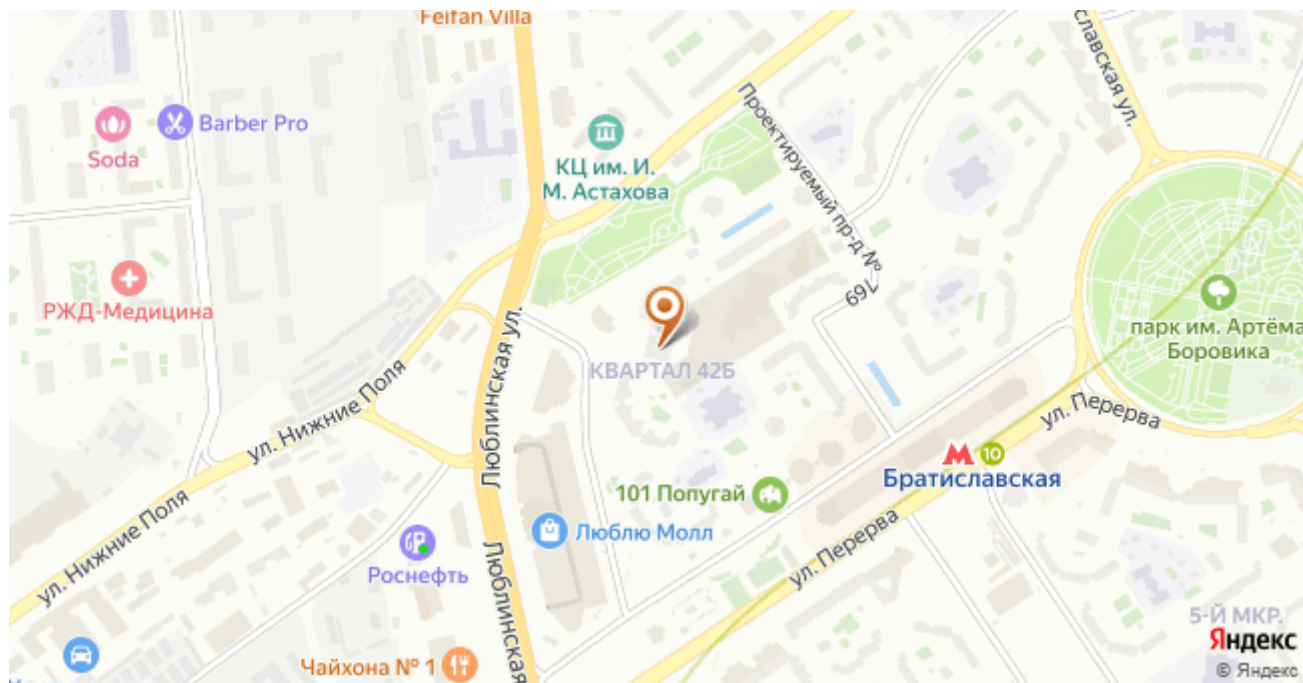 Feifan Villa
славская ул.
Проектируемый пр-д №
769
Barber Pro
Soda
КЦ им. И.
М. Астахова
РЖД-Медицина
парк им. Артёма
Боровика
КВАРТАЛ 42Б
ул. Нижние Поля
Люблинская ул.
ул. Перерва
10
Братиславская
101 Попугай
Люблю Молл
Роснефть
ул. Нижние Поля
Люблинская
ул. Перерва
5-Й МКР.
Чайхона № 1
Яндекс
© Яндекс